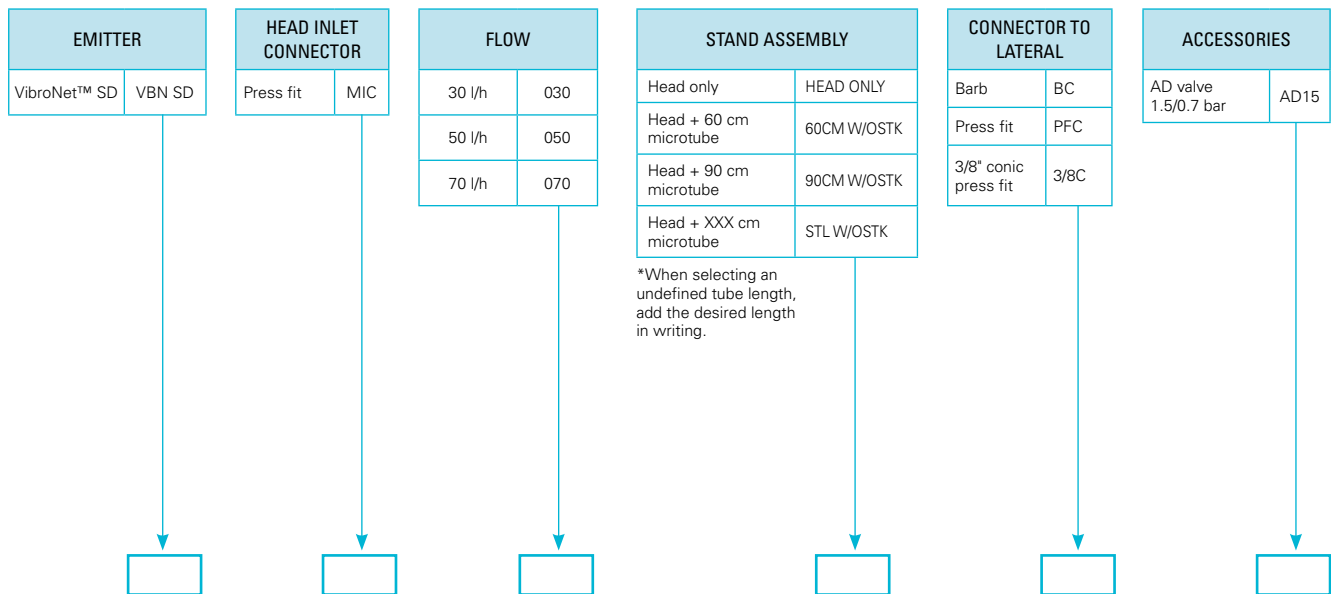 EMITTER
VibroNet™ SD
VBN SD
HEAD INLET
CONNECTOR
Press fit
MIC
FLOW
30 l/h
030
50 l/h
050
70 l/h
070
STAND ASSEMBLY
Head only
HEAD ONLY
Head + 60 cm
microtube
60CM W/OSTK
Head + 90 cm
microtube
90CM W/OSTK
Head + XXX cm
microtube
STL W/OSTK
*When selecting an
undefined tube length,
add the desired length
in writing.
CONNECTOR TO
LATERAL
Barb
BC
Press fit
PFC
3/8" conic
press fit
3/8C
ACCESSORIES
AD valve
1.5/0.7 bar
AD15